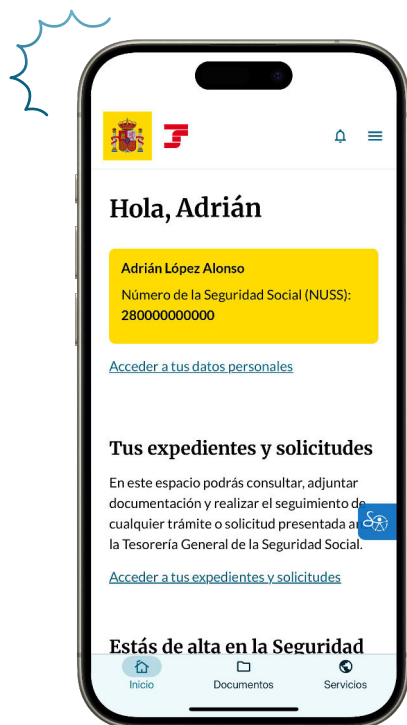 Hola, Adrián
Adrián López Alonso
Número de la Seguridad Social (NUSS):
280000000000
Acceder a tus datos personales
Tus expedientes y solicitudes
En este espacio podrás consultar, adjuntar
documentación y realizar el seguimiento de
cualquier trámite o solicitud presentada
la Tesorería General de la Seguridad Social.
Acceder a tus expedientes y solicitudes
Estás de alta en la Seguridad
Inicio
Documentos
Servicios